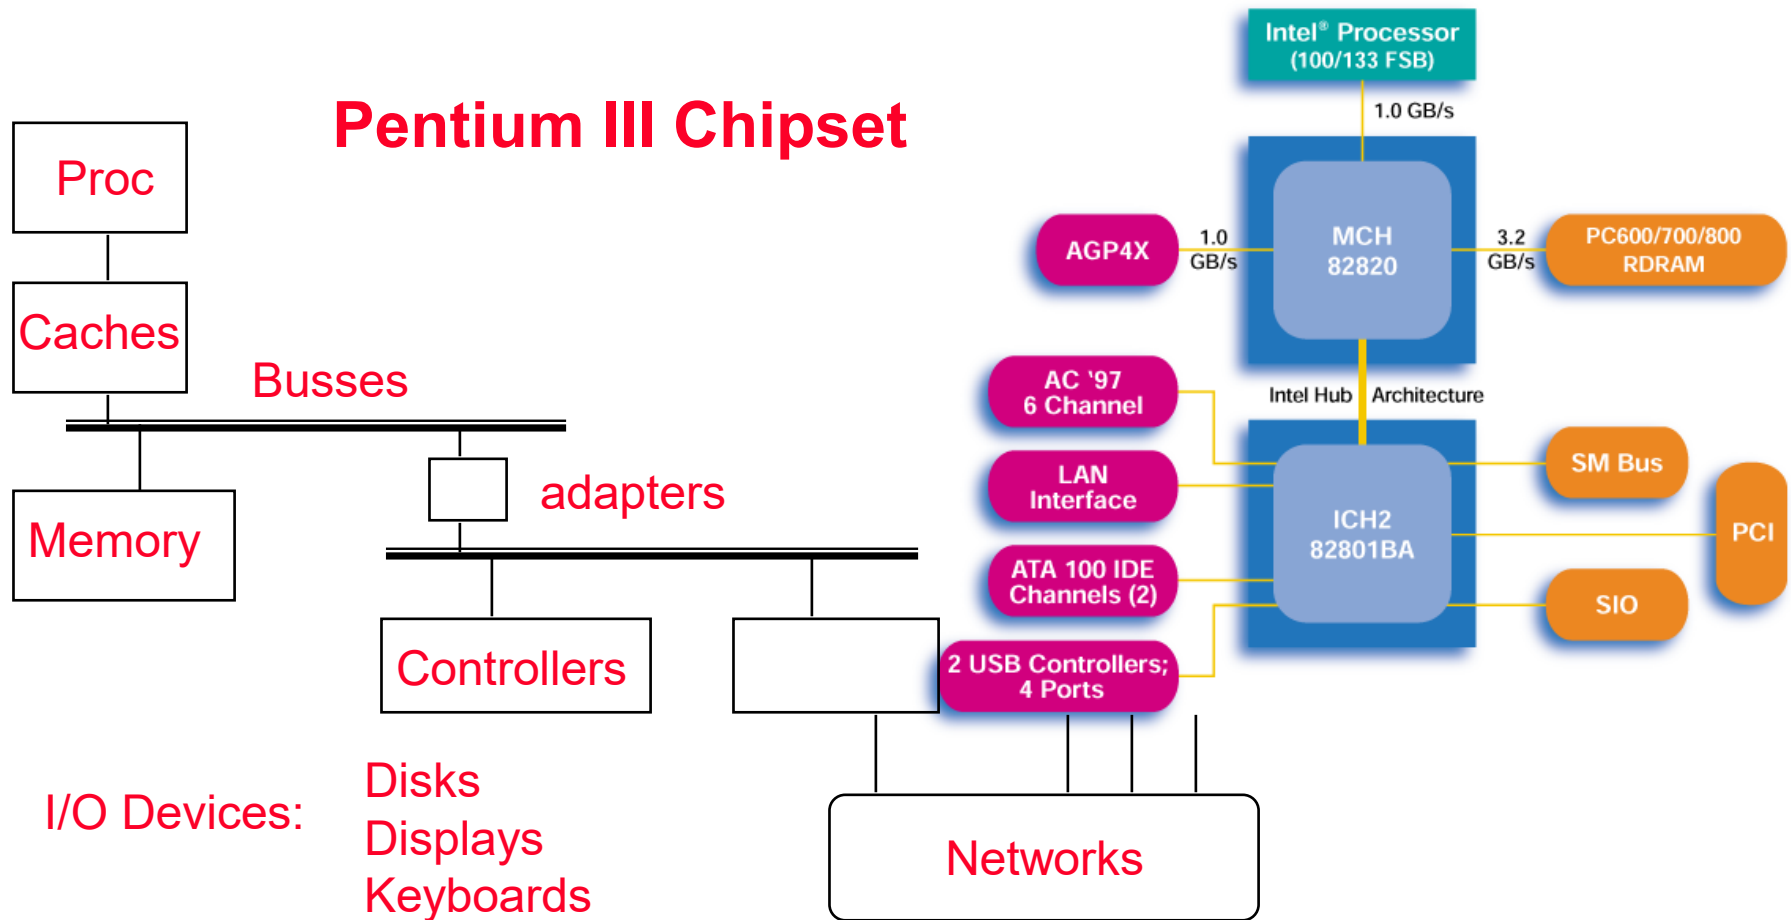 Pentium III Chipset
Proc
Caches
Busses
Memory
adapters
Controllers
I/O Devices:
Disks
Displays
Keyboards
Networks
Intel® Processor
(100/133 FSB)
1.0 GB/s
AGP4X
1.0
GB/s
MCH
82820
3.2
GB/s
PC600/700/800
RDRAM
Intel Hub Architecture
AC ‘97
6 Channel
LAN
Interface
ATA 100 IDE
Channels (2)
2 USB Controllers;
4 Ports
ICH2
82801BA
SM Bus
PCI
SIO